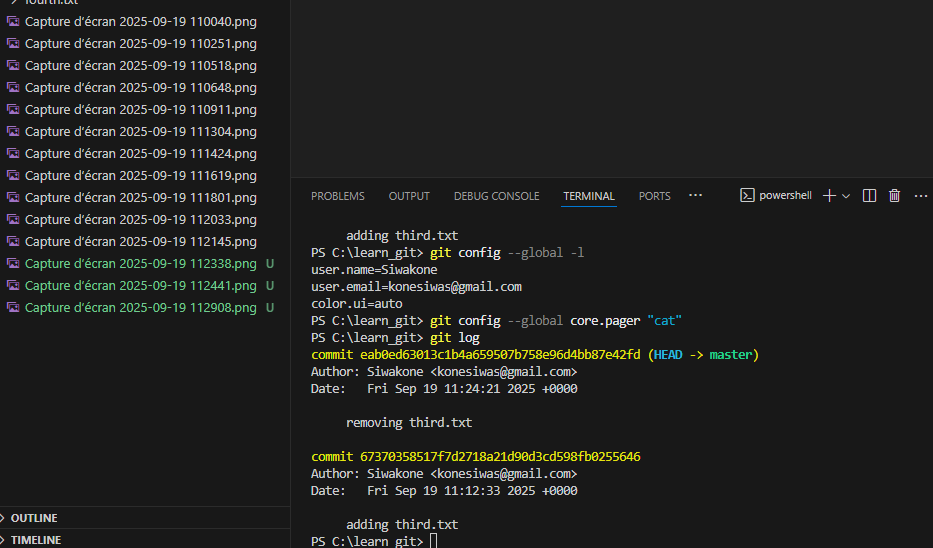 fourth.txt
Capture d'écran 2025-09-19 110040.png
Capture d'écran 2025-09-19 110251.png
Capture d'écran 2025-09-19 110518.png
Capture d'écran 2025-09-19 110648.png
Capture d'écran 2025-09-19 110911.png
Capture d'écran 2025-09-19 111304.png
Capture d'écran 2025-09-19 111424.png
Capture d'écran 2025-09-19 111619.png
Capture d'écran 2025-09-19 111801.png
Capture d'écran 2025-09-19 112033.png
Capture d'écran 2025-09-19 112145.png
Capture d'écran 2025-09-19 112338.png U
Capture d'écran 2025-09-19 112441.png U
Capture d'écran 2025-09-19 112908.png U
OUTLINE
TIMELINE
PROBLEMS OUTPUT DEBUG CONSOLE TERMINAL PORTS ··· powershell
adding third.txt
PS C:\learn_git> git config --global -l
user.name=Siwakone
user.email=konesiwas@gmail.com
color.ui=auto
PS C:\learn_git> git config --global core.pager "cat"
PS C:\learn_git> git log
commit eab0ed63013c1b4a659507b758e96d4bb87e42fd (HEAD -> master)
Author: Siwakone <konesiwas@gmail.com>
Date:   Fri Sep 19 11:24:21 2025 +0000
removing third.txt
commit 67370358517f7d2718a21d90d3cd598fb0255646
Author: Siwakone <konesiwas@gmail.com>
Date:   Fri Sep 19 11:12:33 2025 +0000
adding third.txt
PS C:\learn_git>